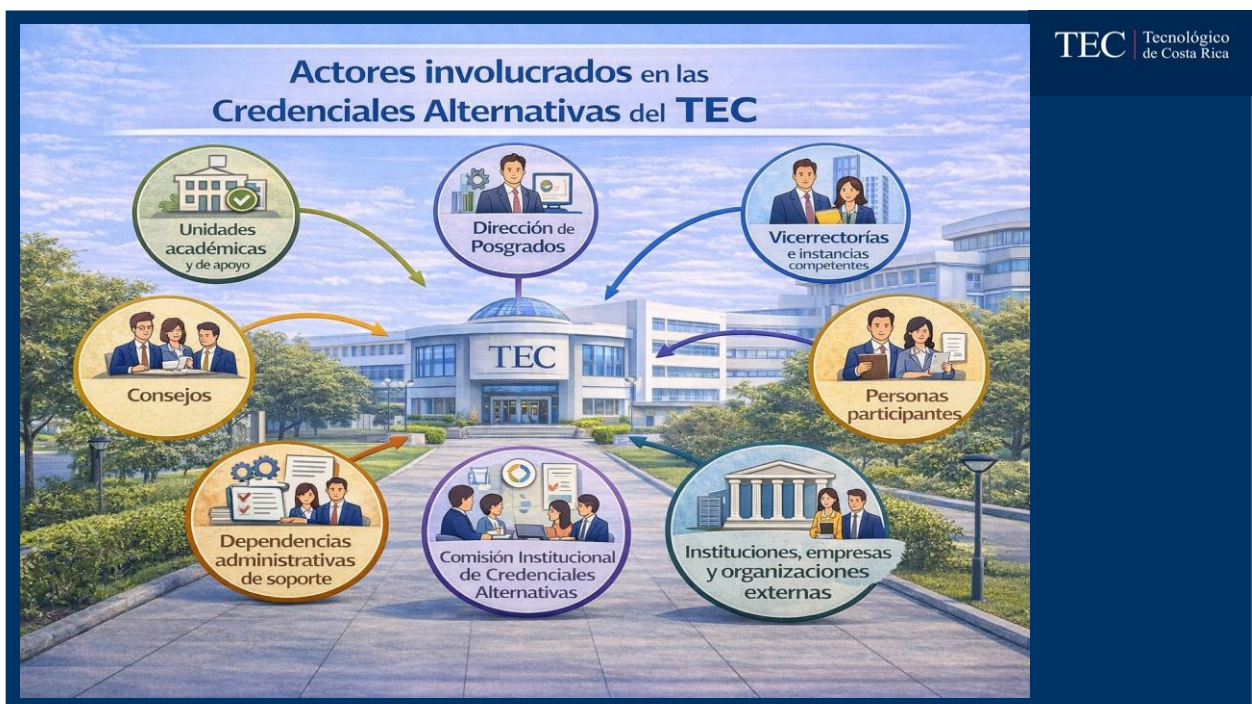 Actores involucrados en las
Credenciales Alternativas del TEC
TEC
Tecnológico
de Costa Rica
Unidades
académicas
y de apoyo
Dirección de
Posgrados
Vicerrectorías
e instancias
competentes
Consejos
TEC
Personas
participantes
Dependencias
administrativas
de soporte
Comisión Institucional
de Credenciales
Alternativas
Instituciones, empresas
y organizaciones
externas